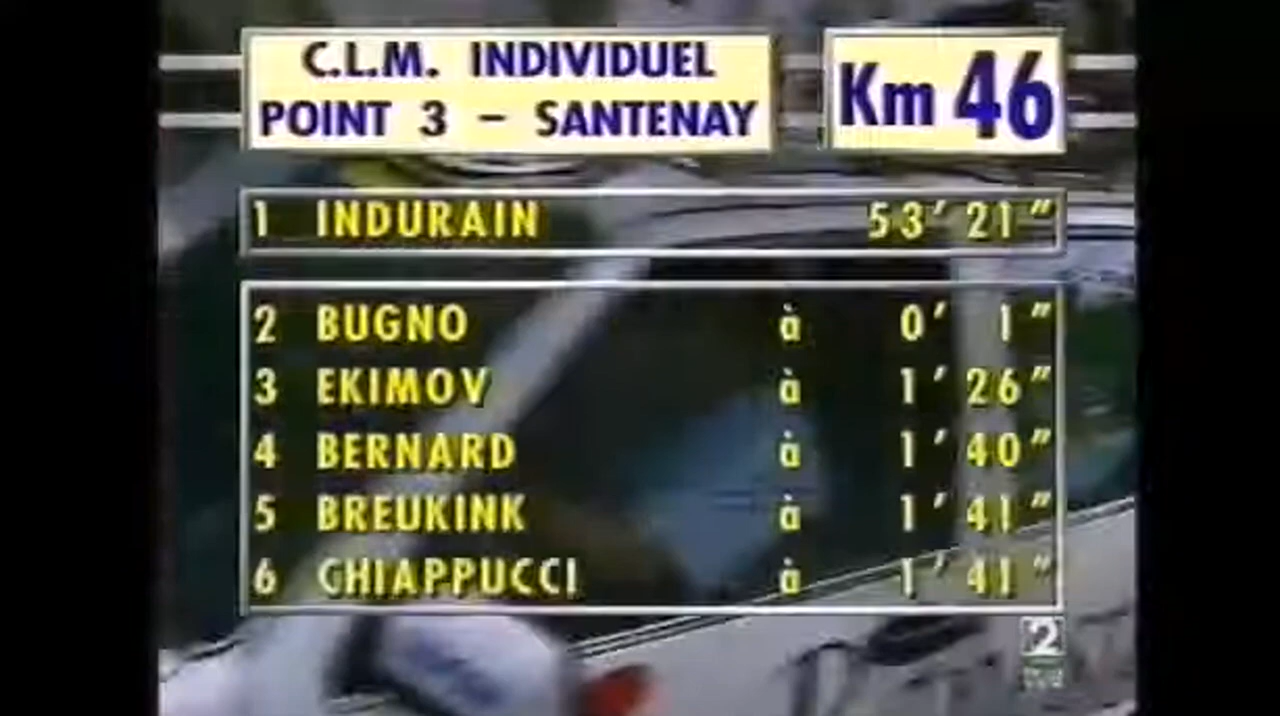 C.L.M. INDIVIDUEL
POINT 3 - SANTENAY
Km 46
1 INDURAIN 53' 21"
2 BUGNO à 0' 1"
3 EKIMOV à 1' 26"
4 BERNARD à 1' 40"
5 BREUKINK à 1' 41"
6 CHIAPPUCCI à 1' 41"
2